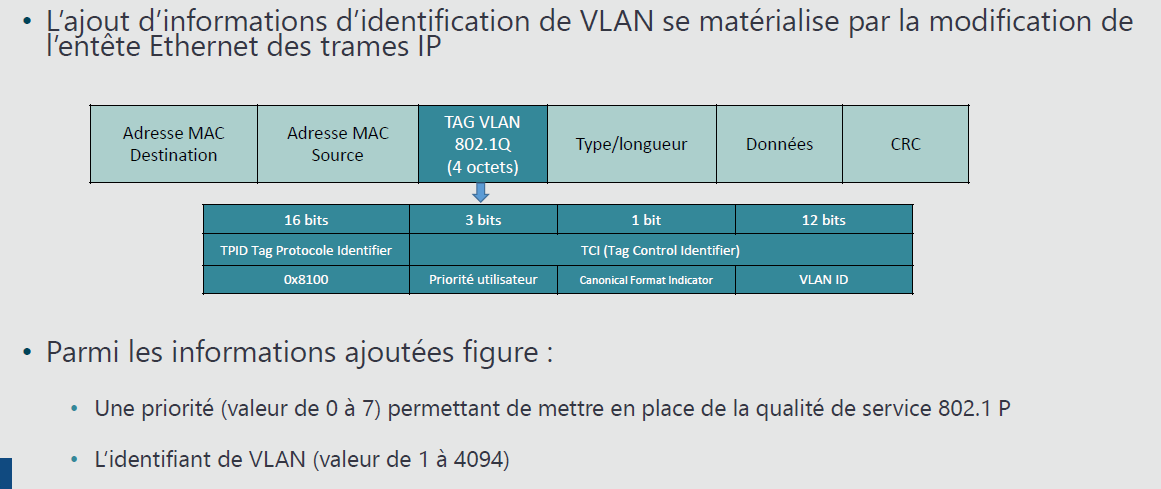 • L’ajout d’informations d’identification de VLAN se matérialise par la modification de
l’entête Ethernet des trames IP
Adresse MAC
Destination
Adresse MAC
Source
TAG VLAN
802.1Q
(4 octets)
Type/longueur
Données
CRC
16 bits
3 bits
1 bit
12 bits
TPID Tag Protocole Identifier
TCI (Tag Control Identifier)
0x8100
Priorité utilisateur
Canonical Format Indicator
VLAN ID
• Parmi les informations ajoutées figure :
• Une priorité (valeur de 0 à 7) permettant de mettre en place de la qualité de service 802.1 P
• L’identifiant de VLAN (valeur de 1 à 4094)